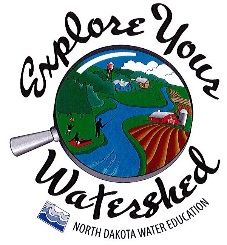 Explore Your
Watershed
NORTH DAKOTA WATER EDUCATION